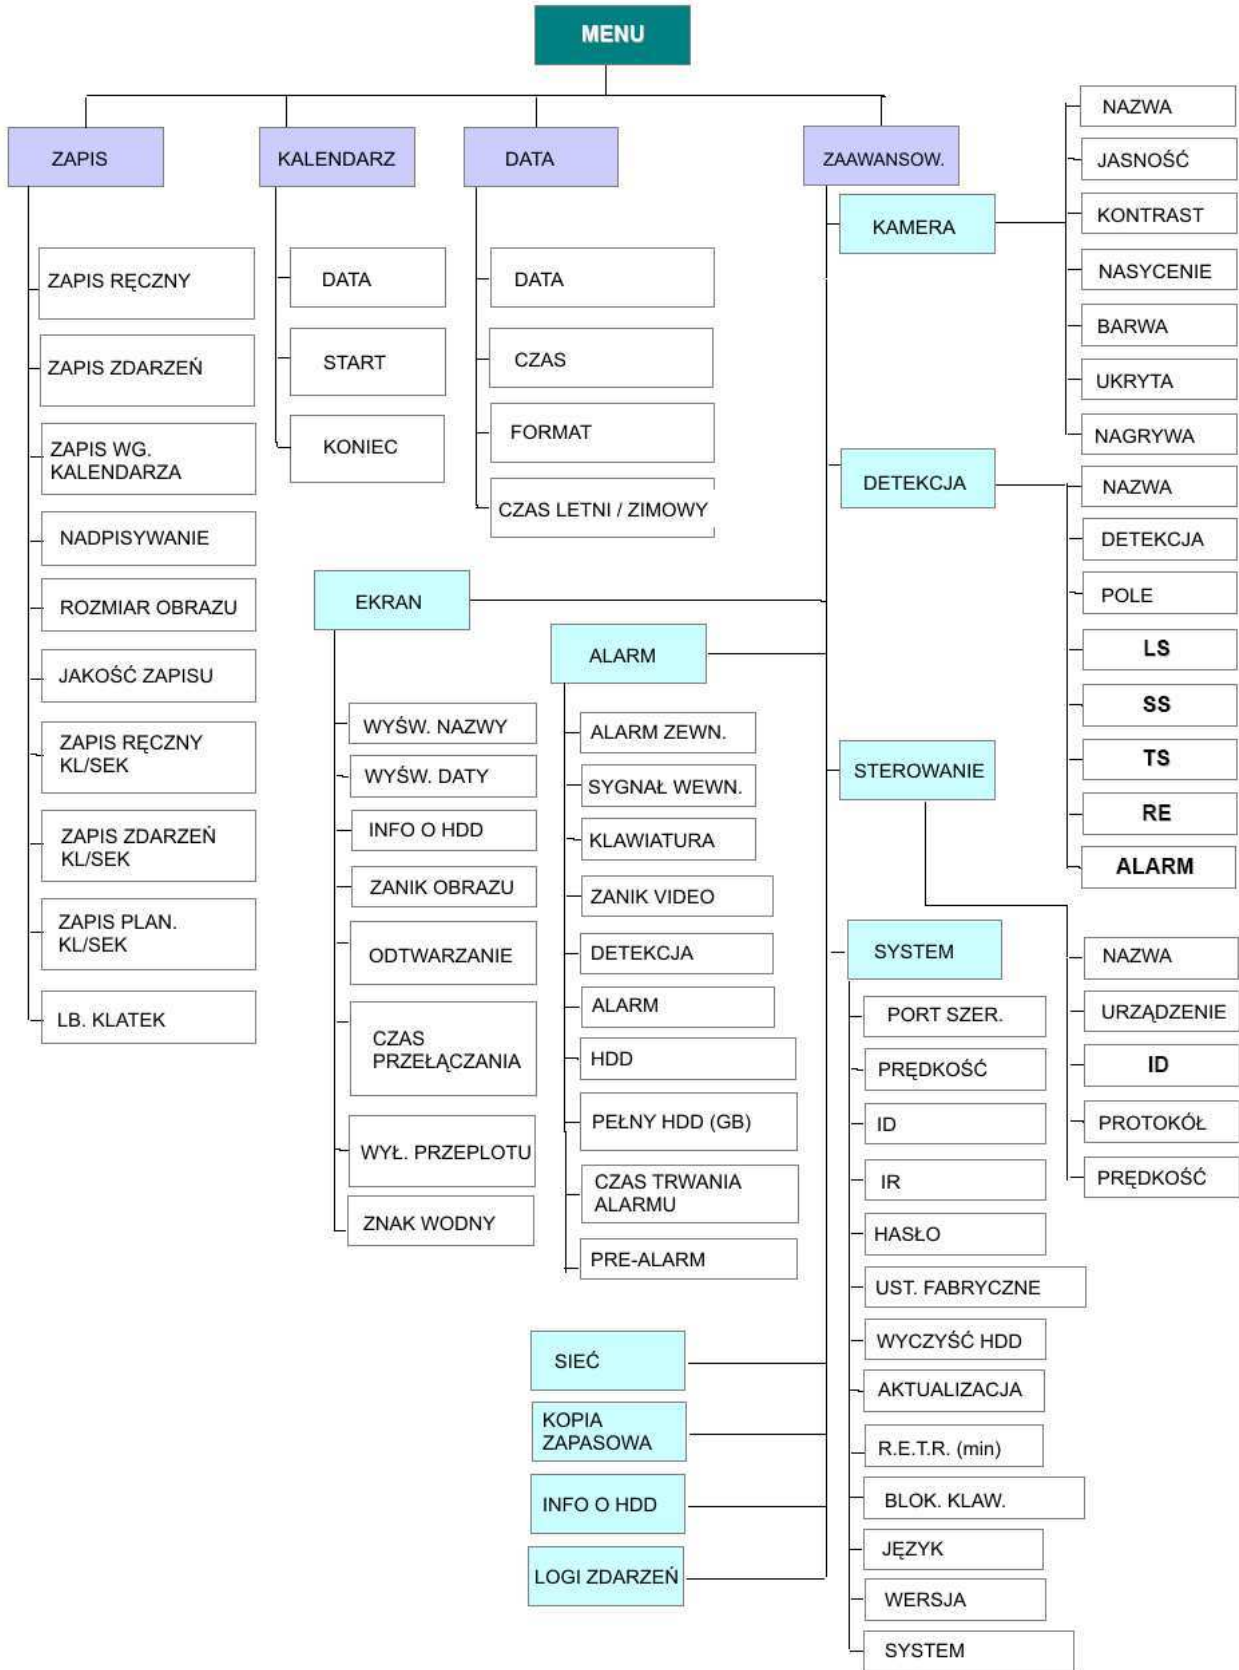 MENU
ZAPIS
KALENDARZ
DATA
ZAAWANSOW.
ZAPIS RĘCZNY
ZAPIS ZDARZEŃ
ZAPIS WG.
KALENDARZA
NADPISYWANIE
ROZMIAR OBRAZU
JAKOŚĆ ZAPISU
ZAPIS RĘCZNY
KL/SEK
ZAPIS ZDARZEŃ
KL/SEK
ZAPIS PLAN.
KL/SEK
LB. KLATEK
DATA
START
KONIEC
DATA
CZAS
FORMAT
CZAS LETNI / ZIMOWY
KAMERA
NAZWA
JASNOŚĆ
KONTRAST
NASYCENIE
BARWA
UKRYTA
NAGRYWA
DETEKCJA
NAZWA
DETEKCJA
POLE
LS
SS
TS
RE
ALARM
EKRAN
WYŚW. NAZWY
WYŚW. DATY
INFO O HDD
ZANIK OBRAZU
ODTWARZANIE
CZAS
PRZEŁĄCZANIA
WYŁ. PRZEPLOTU
ZNAK WODNY
ALARM
ALARM ZEWN.
SYGNAŁ WEWN.
KLAWIATURA
ZANIK VIDEO
DETEKCJA
ALARM
HDD
PEŁNY HDD (GB)
CZAS TRWANIA
ALARMU
PRE-ALARM
STEROWANIE
NAZWA
URZĄDZENIE
ID
PROTOKÓŁ
PRĘDKOŚĆ
SYSTEM
PORT SZER.
PRĘDKOŚĆ
ID
IR
HASŁO
UST. FABRYCZNE
WYCZYŚĆ HDD
AKTUALIZACJA
R.E.T.R. (min)
BLOK. KLAW.
JĘZYK
WERSJA
SYSTEM
SIEĆ
KOPIA
ZAPASOWA
INFO O HDD
LOGI ZDARZEŃ